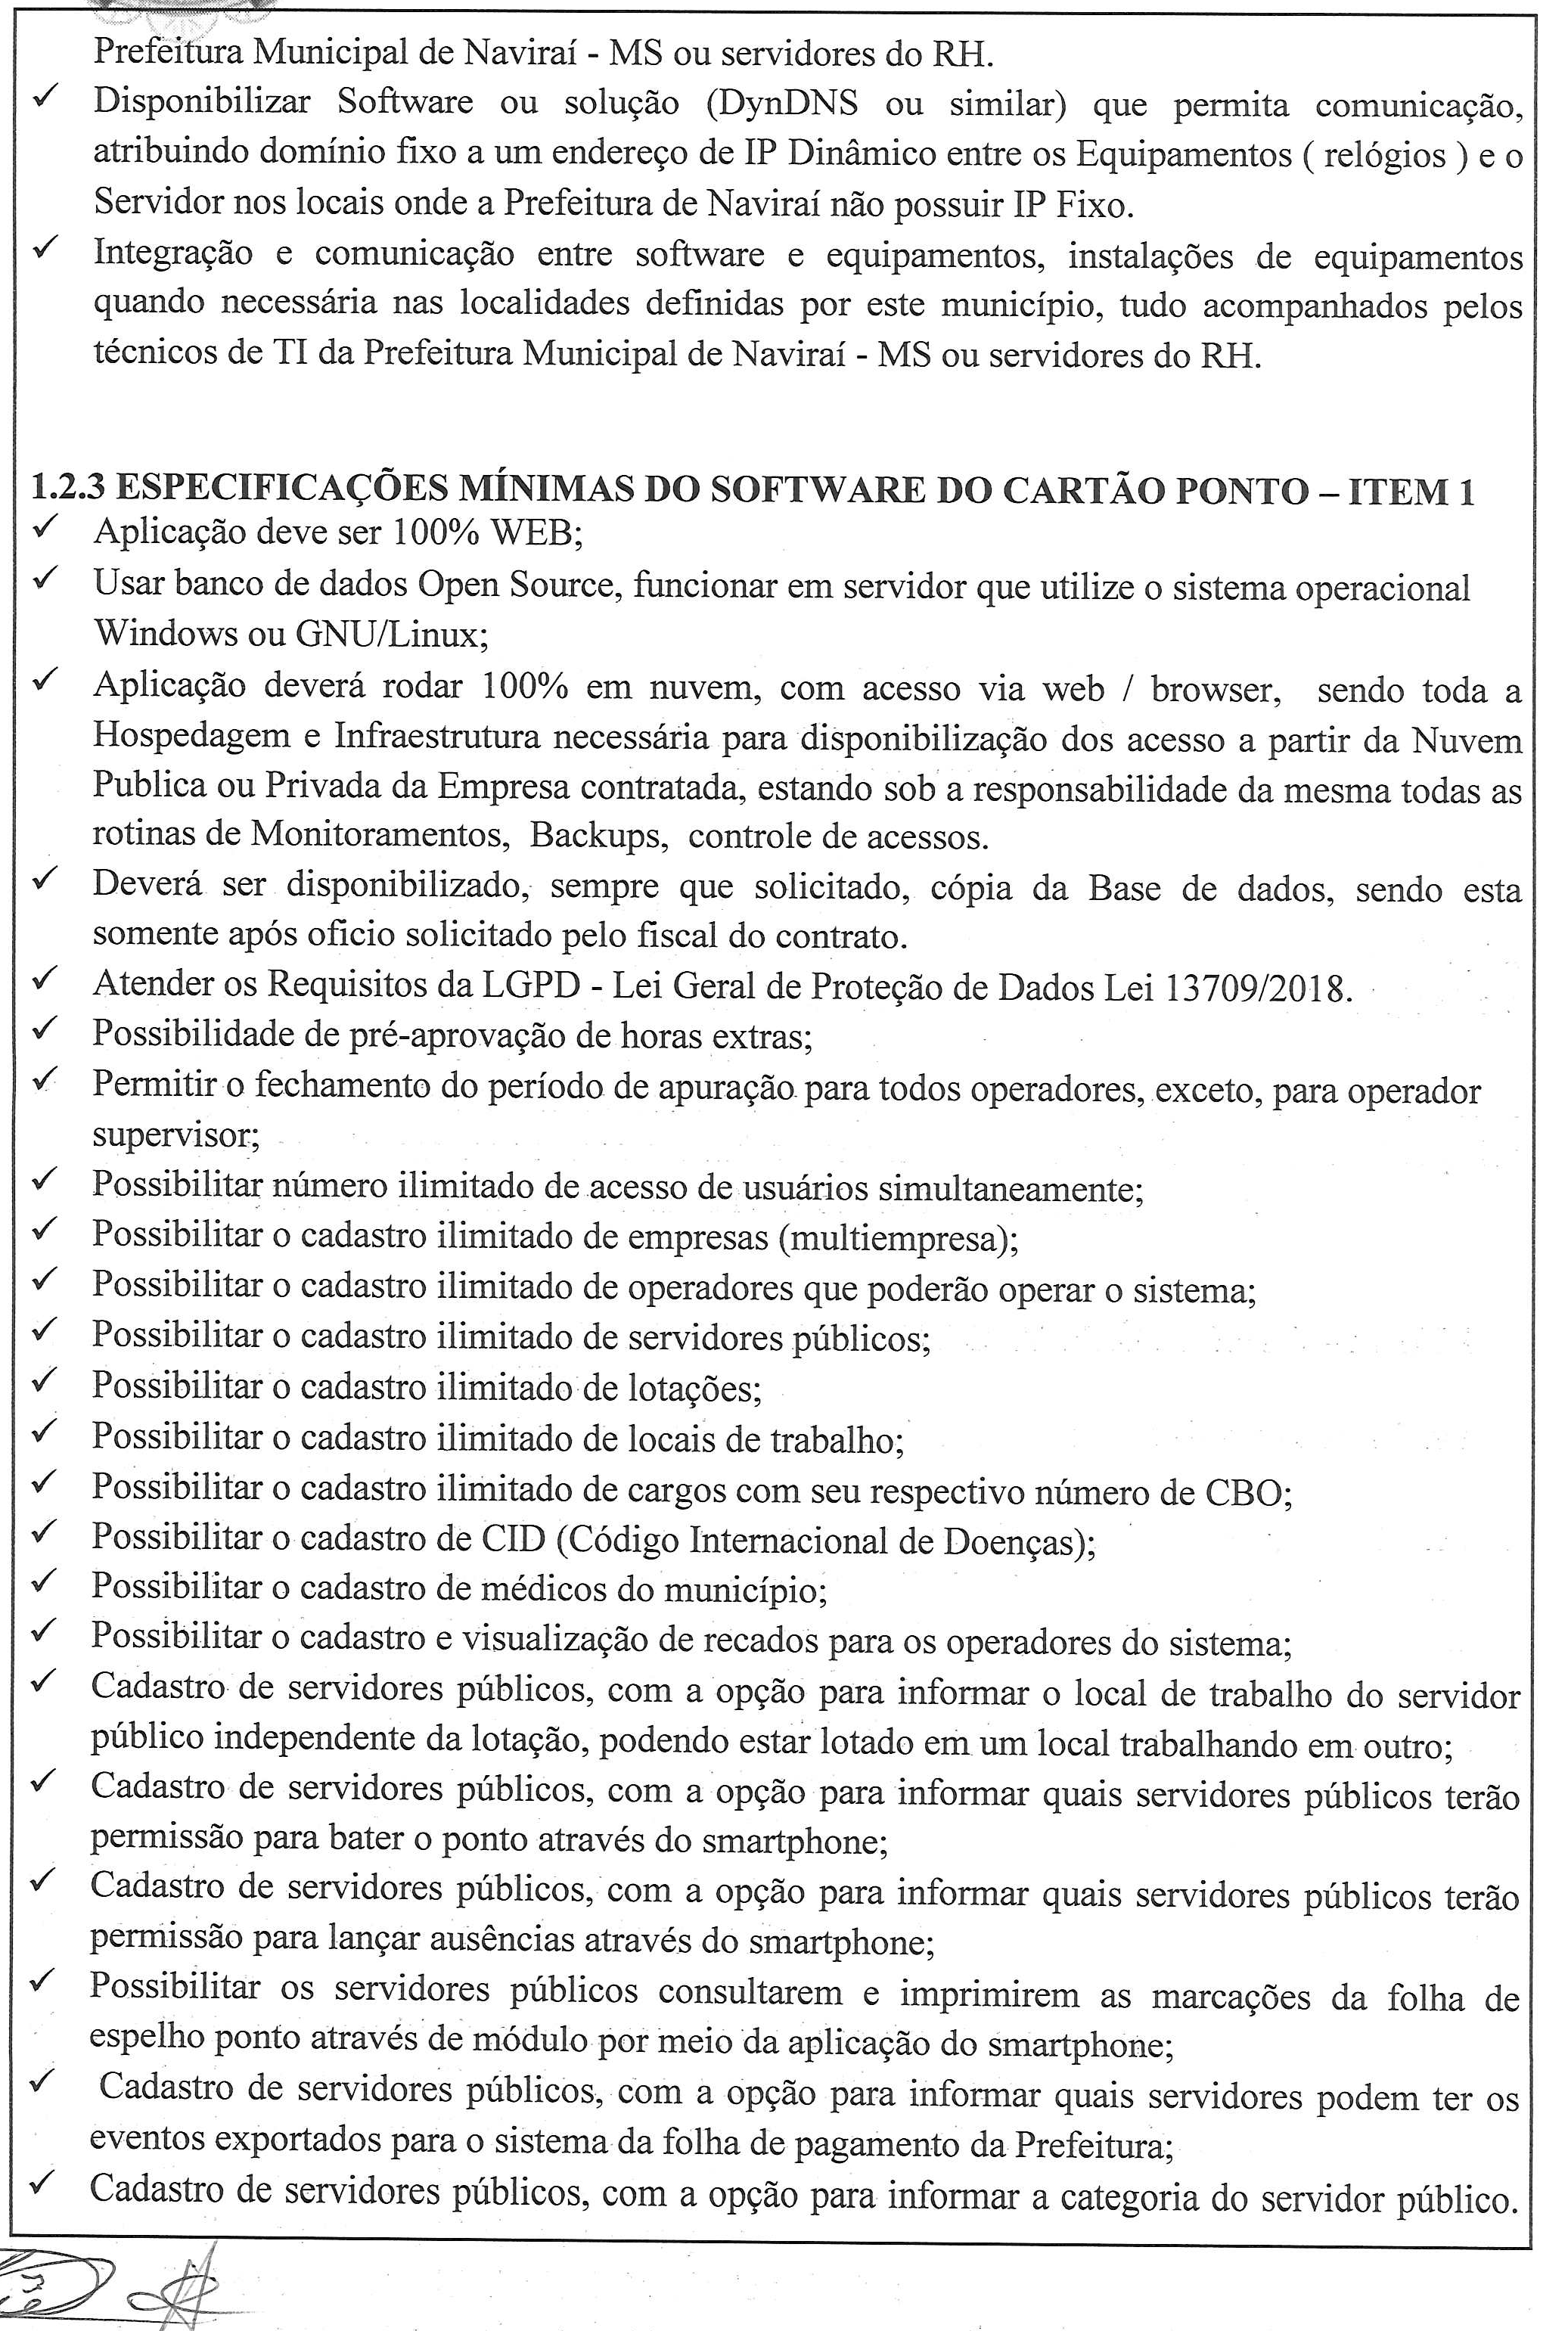 Prefeitura Municipal de Naviraí - MS ou servidores do RH.
✓ Disponibilizar Software ou solução (DynDNS ou similar) que permita comunicação,
atribuindo domínio fixo a um endereço de IP Dinâmico entre os Equipamentos ( relógios ) e o
Servidor nos locais onde a Prefeitura de Naviraí não possuir IP Fixo.
✓ Integração e comunicação entre software e equipamentos, instalações de equipamentos
quando necessária nas localidades definidas por este município, tudo acompanhados pelos
técnicos de TI da Prefeitura Municipal de Naviraí - MS ou servidores do RH.
1.2.3 ESPECIFICAÇÕES MÍNIMAS DO SOFTWARE DO CARTÃO PONTO – ITEM 1
✓ Aplicação deve ser 100% WEB;
✓ Usar banco de dados Open Source, funcionar em servidor que utilize o sistema operacional
Windows ou GNU/Linux;
✓ Aplicação deverá rodar 100% em nuvem, com acesso via web / browser, sendo toda a
Hospedagem e Infraestrutura necessária para disponibilização dos acesso a partir da Nuvem
Publica ou Privada da Empresa contratada, estando sob a responsabilidade da mesma todas as
rotinas de Monitoramentos, Backups, controle de acessos.
✓ Deverá ser disponibilizado, sempre que solicitado, cópia da Base de dados, sendo esta
somente após oficio solicitado pelo fiscal do contrato.
✓ Atender os Requisitos da LGPD - Lei Geral de Proteção de Dados Lei 13709/2018.
✓ Possibilidade de pré-aprovação de horas extras;
✓ Permitir o fechamento do período de apuração para todos operadores, exceto, para operador
supervisor;
✓ Possibilitar número ilimitado de acesso de usuários simultaneamente;
✓ Possibilitar o cadastro ilimitado de empresas (multiempresa);
✓ Possibilitar o cadastro ilimitado de operadores que poderão operar o sistema;
✓ Possibilitar o cadastro ilimitado de servidores públicos;
✓ Possibilitar o cadastro ilimitado de lotações;
✓ Possibilitar o cadastro ilimitado de locais de trabalho;
✓ Possibilitar o cadastro ilimitado de cargos com seu respectivo número de CBO;
✓ Possibilitar o cadastro de CID (Código Internacional de Doenças);
✓ Possibilitar o cadastro de médicos do município;
✓ Possibilitar o cadastro e visualização de recados para os operadores do sistema;
✓ Cadastro de servidores públicos, com a opção para informar o local de trabalho do servidor
público independente da lotação, podendo estar lotado em um local trabalhando em outro;
✓ Cadastro de servidores públicos, com a opção para informar quais servidores públicos terão
permissão para bater o ponto através do smartphone;
✓ Cadastro de servidores públicos, com a opção para informar quais servidores públicos terão
permissão para lançar ausências através do smartphone;
✓ Possibilitar os servidores públicos consultarem e imprimirem as marcações da folha de
espelho ponto através de módulo por meio da aplicação do smartphone;
✓ Cadastro de servidores públicos, com a opção para informar quais servidores podem ter os
eventos exportados para o sistema da folha de pagamento da Prefeitura;
✓ Cadastro de servidores públicos, com a opção para informar a categoria do servidor público.